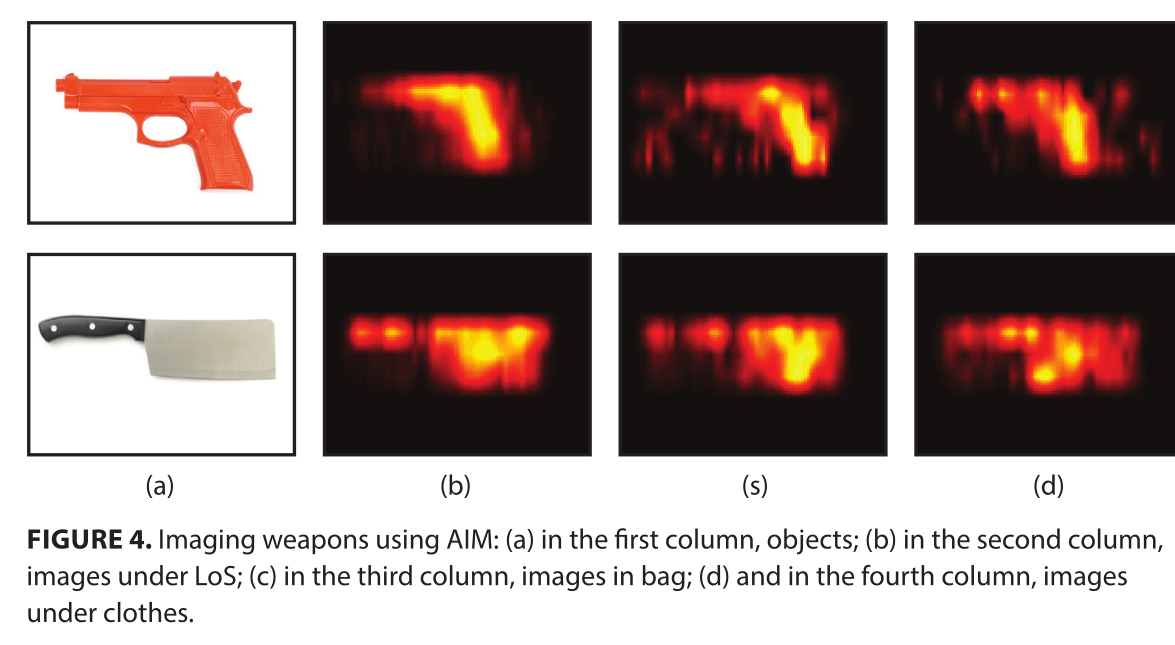 (a)
(b)
(s)
(d)
FIGURE 4. Imaging weapons using AIM: (a) in the first column, objects; (b) in the second column,
images under LoS; (c) in the third column, images in bag; (d) and in the fourth column, images
under clothes.